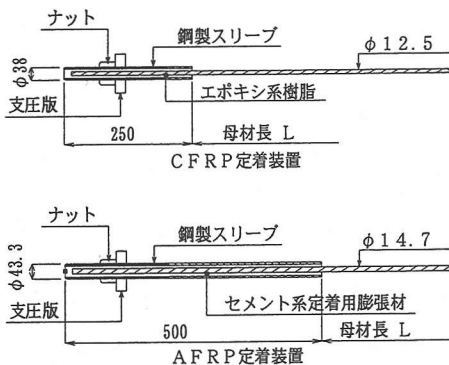 ナット
鋼製スリーブ
φ12.5
φ38
支圧版
エポキシ系樹脂
250
母材長 L
CFRP定着装置
ナット
鋼製スリーブ
φ14.7
φ43.3
支圧版
セメント系定着用膨張材
500
母材長 L
AFRP定着装置